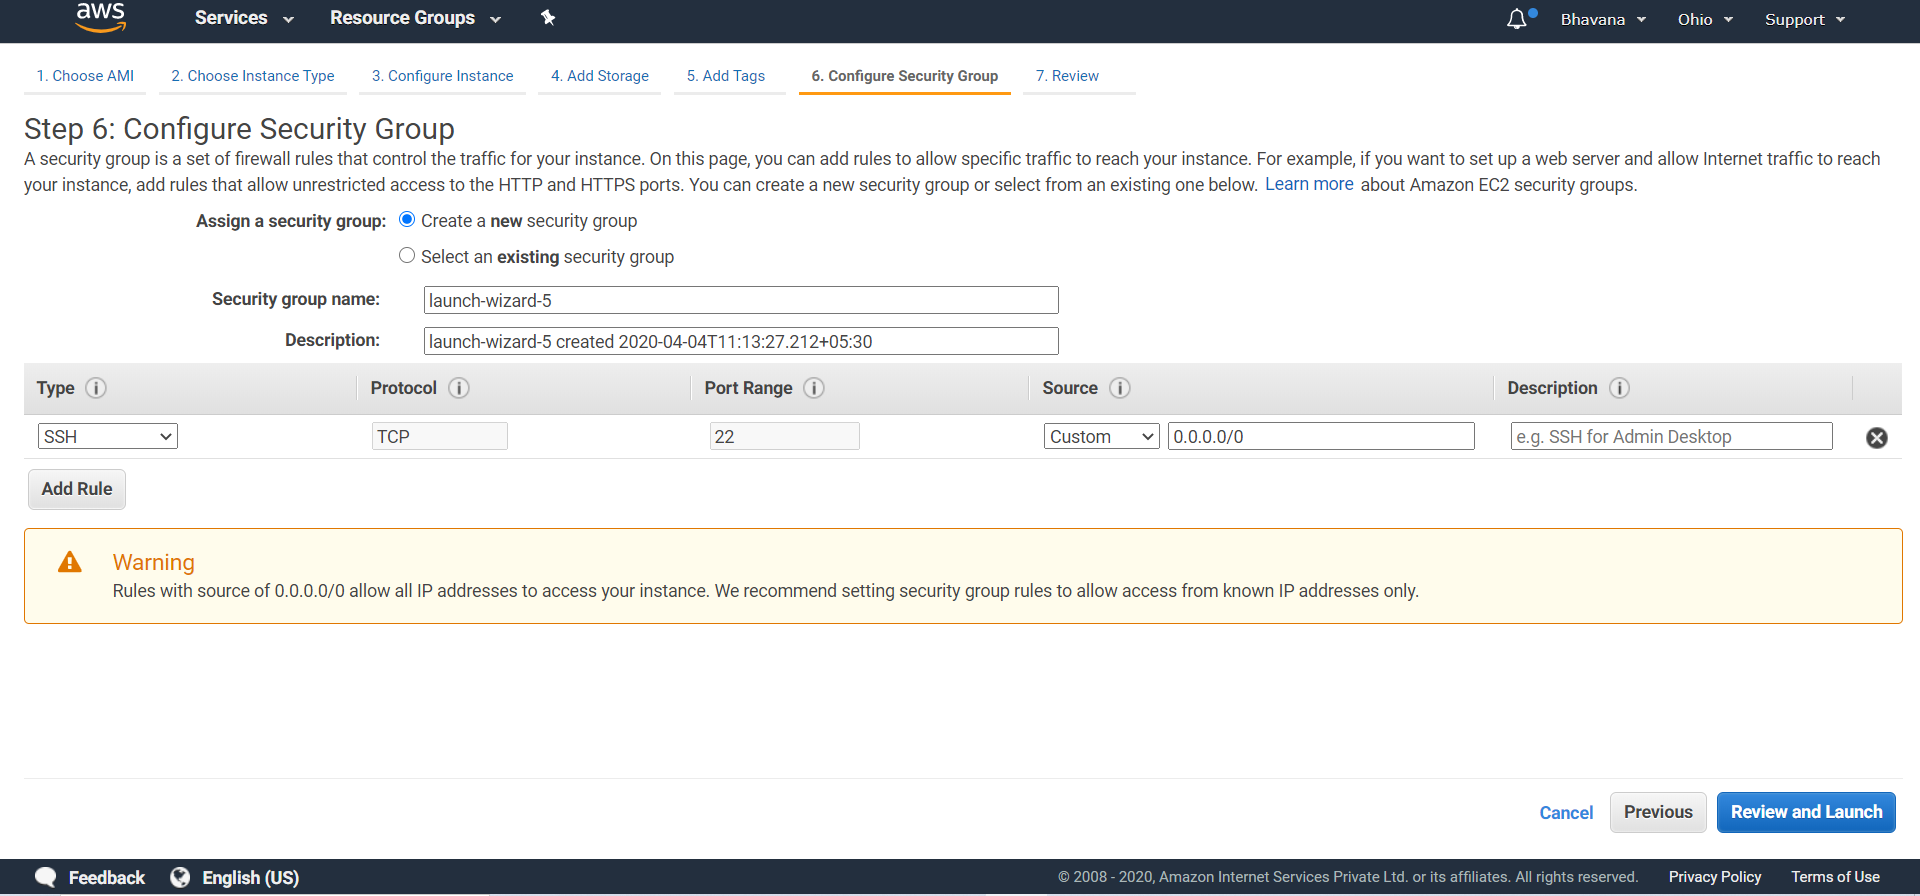 aws Services Resource Groups Bhavana Ohio Support
1. Choose AMI 2. Choose Instance Type 3. Configure Instance 4. Add Storage 5. Add Tags 6. Configure Security Group 7. Review
Step 6: Configure Security Group
A security group is a set of firewall rules that control the traffic for your instance. On this page, you can add rules to allow specific traffic to reach your instance. For example, if you want to set up a web server and allow Internet traffic to reach
your instance, add rules that allow unrestricted access to the HTTP and HTTPS ports. You can create a new security group or select from an existing one below. Learn more about Amazon EC2 security groups.
Assign a security group: Create a new security group
Select an existing security group
Security group name: launch-wizard-5
Description: launch-wizard-5 created 2020-04-04T11:13:27.212+05:30
Type i Protocol i Port Range i Source i Description i
SSH TCP 22 Custom 0.0.0.0/0 e.g. SSH for Admin Desktop
Add Rule
Warning
Rules with source of 0.0.0.0/0 allow all IP addresses to access your instance. We recommend setting security group rules to allow access from known IP addresses only.
Cancel Previous Review and Launch
Feedback English (US) © 2008 - 2020, Amazon Internet Services Private Ltd. or its affiliates. All rights reserved. Privacy Policy Terms of Use